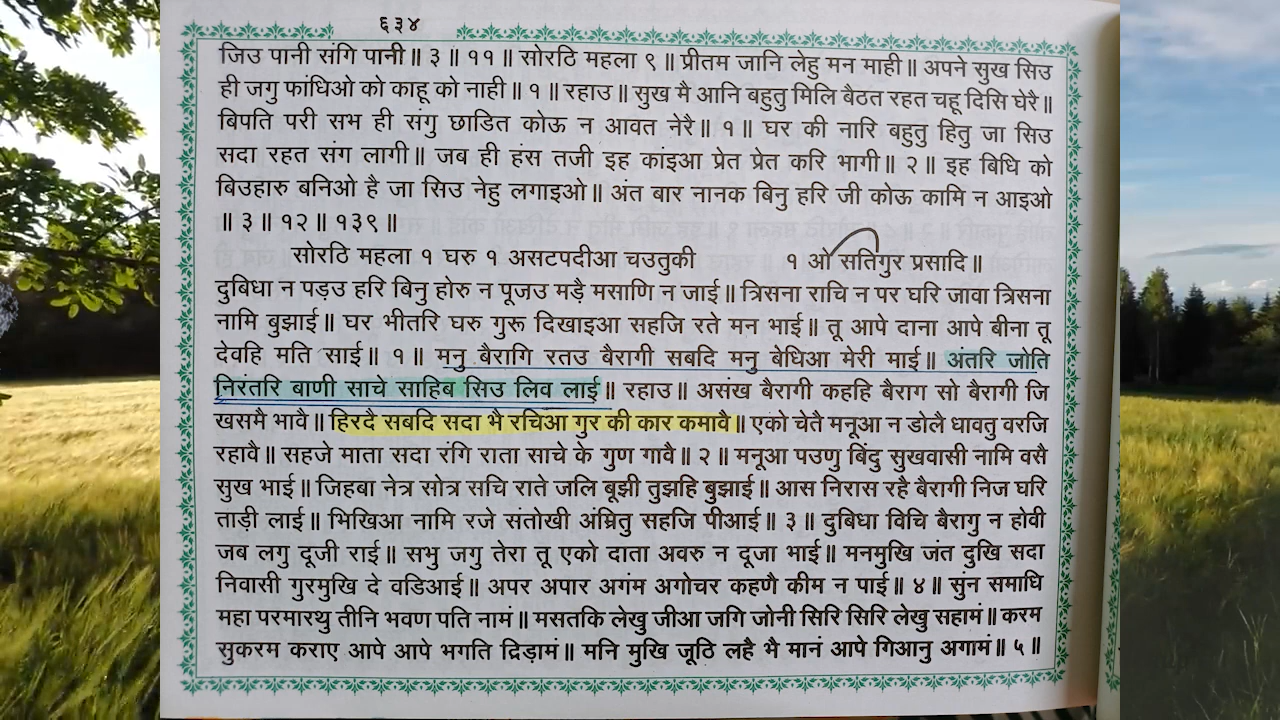 ६३४
जिउ पानी संगि पानी ॥ ३ ॥ ११ ॥ सोरठि महला ९ ॥ प्रीतम जानि लेहु मन माही ॥ अपने सुख सिउ
ही जगु फांधिओ को काहू को नाही ॥ १ ॥ रहाउ ॥ सुख मै आनि बहुतु मिलि बैठत रहत चहू दिसि घेरै ॥
बिपति परी सभ ही संगु छाडित कोऊ न आवत नेरै ॥ १ ॥ घर की नारि बहुतु हितु जा सिउ
सदा रहत संग लागी ॥ जब ही हंस तजी इह कांइआ प्रेत प्रेत करि भागी ॥ २ ॥ इह बिधि को
बिउहारु बनिओ है जा सिउ नेहु लगाइओ ॥ अंत बार नानक बिनु हरि जी कोऊ कामि न आइओ
॥ ३ ॥ १२ ॥ १३९ ॥
सोरठि महला १ घरु १ असटपदीआ चउतुकी १ओ सतिगुर प्रसादि ॥
दुबिधा न पड़उ हरि बिनु होरु न पूजउ मड़ै मसाणि न जाई ॥ त्रिसना राचि न पर घरि जावा त्रिसना
नामि बुझाई ॥ घर भीतरि घरु गुरू दिखाइआ सहजि रते मन भाई ॥ तू आपे दाना आपे बीना तू
देवहि मति साई ॥ १ ॥ मनु बैरागि रतउ बैरागी सबदि मनु बेधिआ मेरी माई ॥ अंतरि जोति
निरंतरि बाणी साचे साहिब सिउ लिव लाई ॥ रहाउ ॥ असंख बैरागी कहहि बैराग सो बैरागी जि
खसमै भावै ॥ हिरदै सबदि सदा भै रचिआ गुर की कार कमावै ॥ एको चेतै मनूआ न डोलै धावतु वरजि
रहावै ॥ सहजे माता सदा रंगि राता साचे के गुण गावै ॥ २ ॥ मनूआ पउणु बिंदु सुखवासी नामि वसै
सुख भाई ॥ जिहबा नेत्र सोत्र सचि राते जलि बूझी तुझहि बुझाई ॥ आस निरास रहै बैरागी निज घरि
ताड़ी लाई ॥ भिखिआ नामि रजे संतोखी अंम्रितु सहजि पीआई ॥ ३ ॥ दुबिधा विचि बैरागु न होवी
जब लगु दूजी राई ॥ सभु जगु तेरा तू एको दाता अवरु न दूजा भाई ॥ मनमुखि जंत दुखि सदा
निवासी गुरमुखि दे वडिआई ॥ अपर अपार अगंम अगोचर कहणै कीम न पाई ॥ ४ ॥ सुंन समाधि
महा परमारथु तीनि भवण पति नामं ॥ मसतकि लेखु जीआ जगि जोनी सिरि सिरि लेखु सहामं ॥ करम
सुकरम कराए आपे आपे भगति द्रिड़ामं ॥ मनि मुखि जूठि लहै भै मानं आपे गिआनु अगामं ॥ ५ ॥